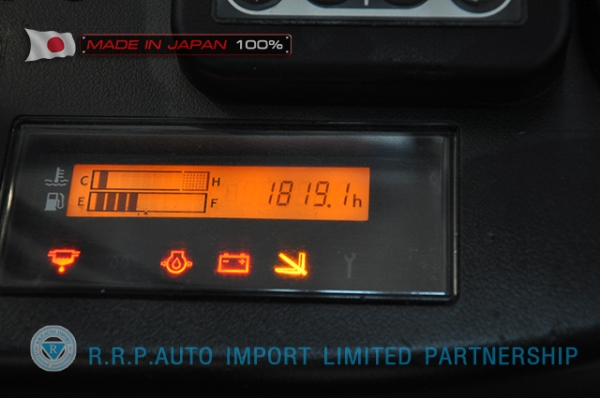 MADE IN JAPAN 100%
C H 1819.1h
E F
R.R.P.AUTO IMPORT LIMITED PARTNERSHIP